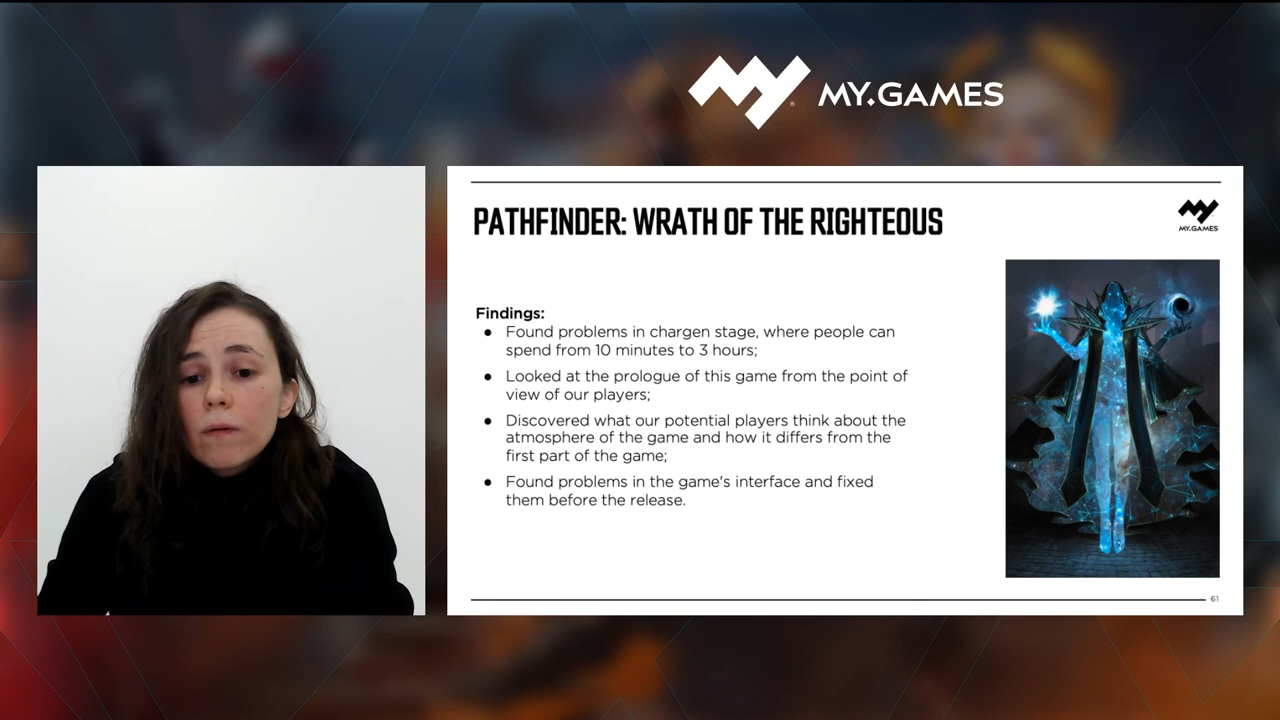 MY.GAMES
PATHFINDER: WRATH OF THE RIGHTEOUS
MY.GAMES
Findings:
● Found problems in chargen stage, where people can
spend from 10 minutes to 3 hours;
● Looked at the prologue of this game from the point of
view of our players;
● Discovered what our potential players think about the
atmosphere of the game and how it differs from the
first part of the game;
● Found problems in the game's interface and fixed
them before the release.
61